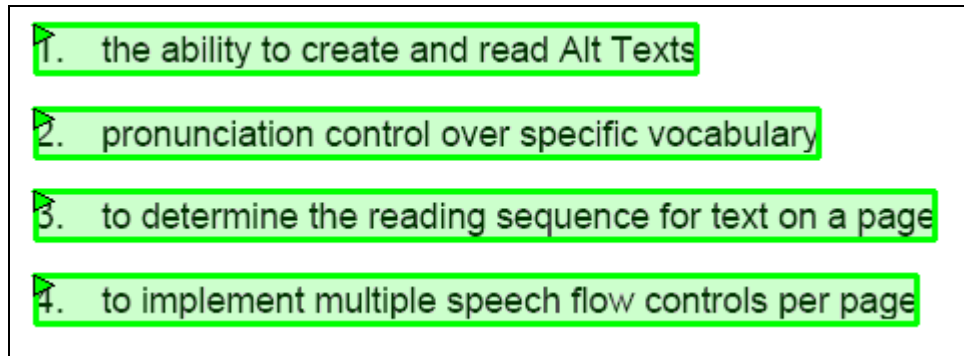 1. the ability to create and read Alt Texts
2. pronunciation control over specific vocabulary
3. to determine the reading sequence for text on a page
4. to implement multiple speech flow controls per page